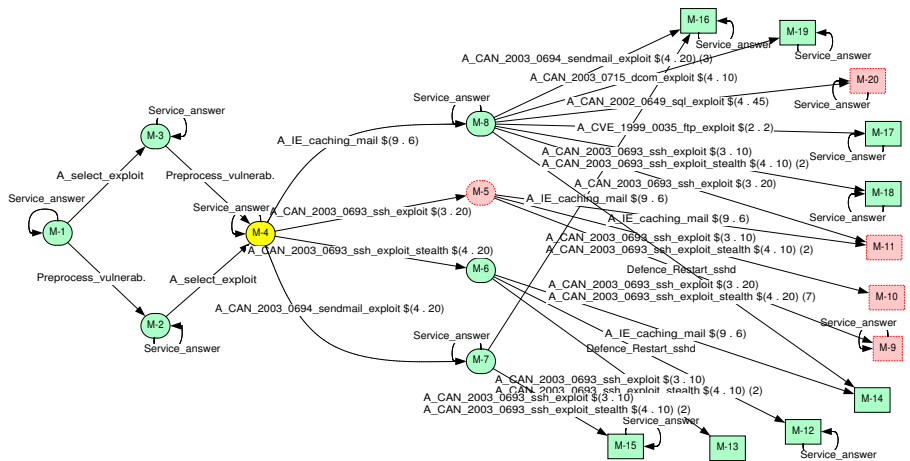 M-16
M-19
Service_answer
A_CAN_2003_0694_sendmail_exploit $(4 . 20) (3)
Service_answer
A_CAN_2003_0715_dcom_exploit $(4 . 10)
M-20
Service_answer
A_CAN_2002_0649_sql_exploit $(4 . 45)
Service_answer
Service_answer
M-8
A_CVE_1999_0035_ftp_exploit $(2 . 2)
M-17
M-3
A_IE_caching_mail $(9 . 6)
A_CAN_2003_0693_ssh_exploit $(3 . 10)
Service_answer
A_CAN_2003_0693_ssh_exploit_stealth $(4 . 10) (2)
A_select_exploit
Preprocess_vulnerab.
A_CAN_2003_0693_ssh_exploit $(3 . 20)
M-5
M-18
Service_answer
Service_answer
A_IE_caching_mail $(9 . 6)
A_CAN_2003_0693_ssh_exploit $(3 . 20)
A_IE_caching_mail $(9 . 6)
Service_answer
M-1
M-4
A_CAN_2003_0693_ssh_exploit $(3 . 10)
M-11
A_CAN_2003_0693_ssh_exploit_stealth $(4 . 20)
A_CAN_2003_0693_ssh_exploit_stealth $(4 . 10) (2)
M-6
Defence_Restart_sshd
Preprocess_vulnerab.
A_select_exploit
A_CAN_2003_0693_ssh_exploit $(3 . 20)
A_CAN_2003_0693_ssh_exploit_stealth $(4 . 20) (7)
M-10
A_CAN_2003_0694_sendmail_exploit $(4 . 20)
M-2
Service_answer
Service_answer
A_IE_caching_mail $(9 . 6)
Service_answer
Defence_Restart_sshd
M-9
M-7
A_CAN_2003_0693_ssh_exploit $(3 . 10)
A_CAN_2003_0693_ssh_exploit_stealth $(4 . 10) (2)
A_CAN_2003_0693_ssh_exploit $(3 . 10)
M-14
A_CAN_2003_0693_ssh_exploit_stealth $(4 . 10) (2)
Service_answer
M-12
M-15
M-13
Service_answer